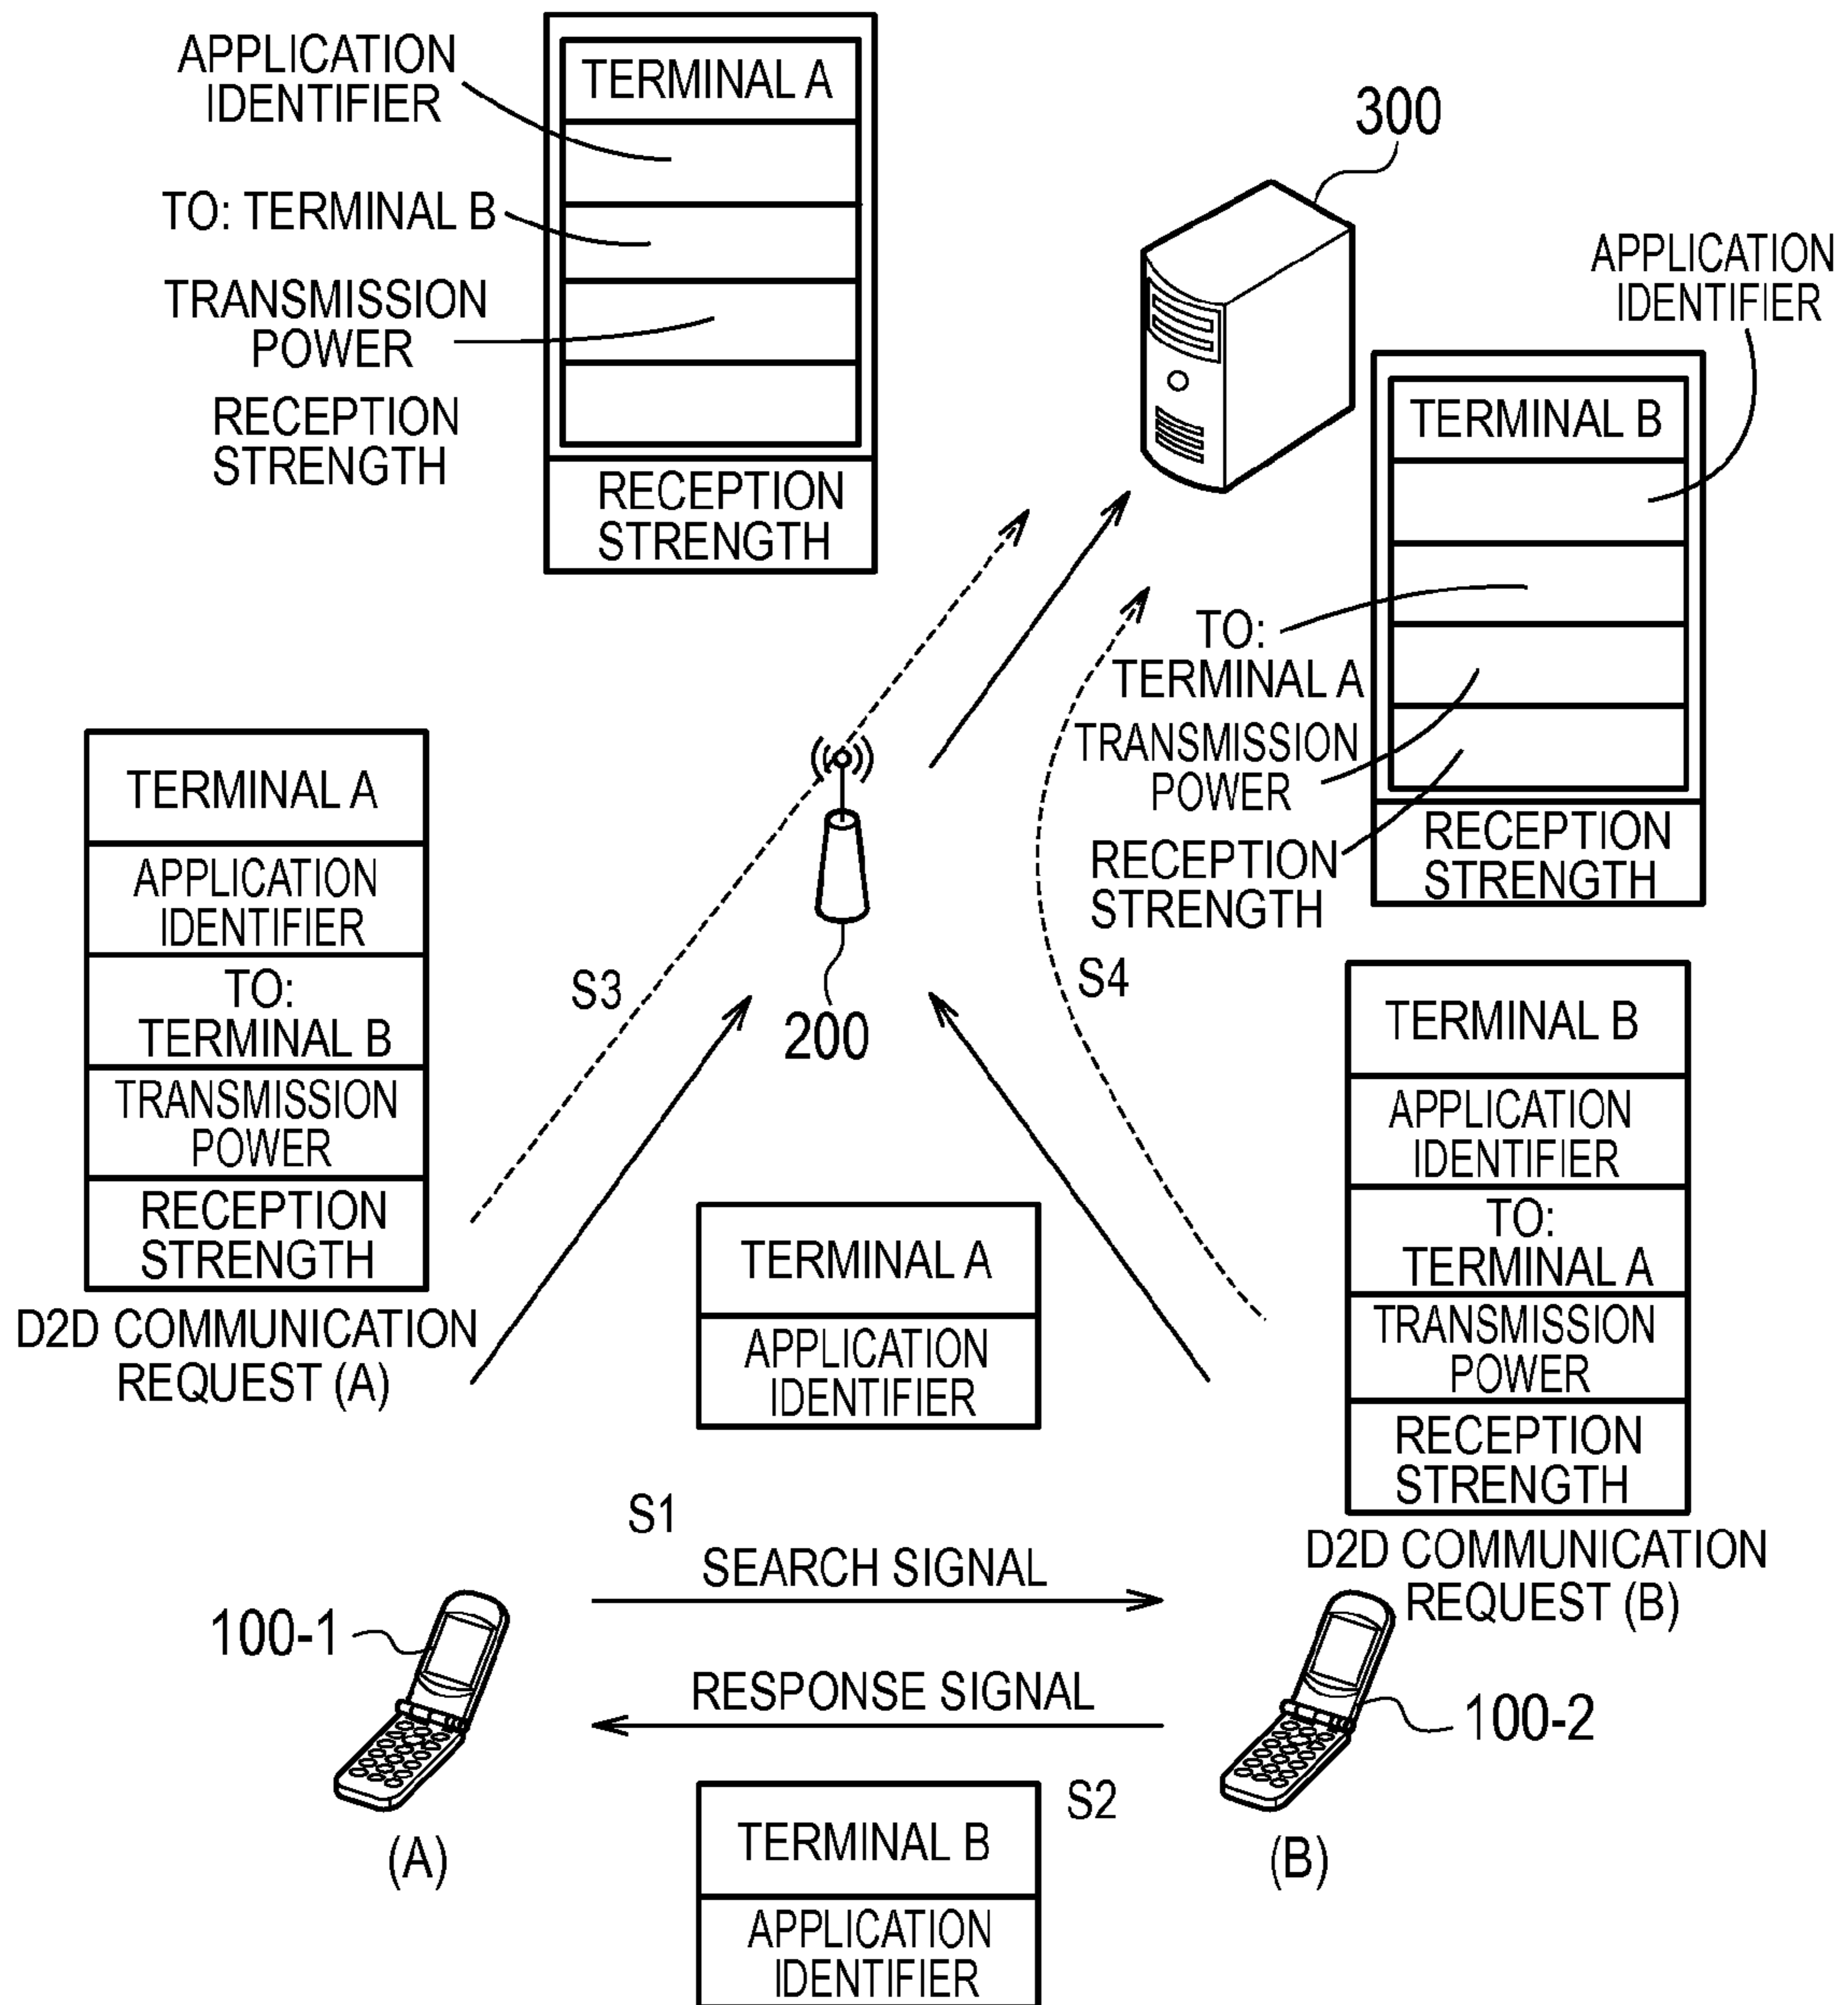 APPLICATION
IDENTIFIER
TO: TERMINAL B
TRANSMISSION
POWER
RECEPTION
STRENGTH
TERMINAL A
RECEPTION
STRENGTH
300
APPLICATION
IDENTIFIER
TERMINAL B
TO:
TERMINAL A
TRANSMISSION
POWER
RECEPTION
STRENGTH
RECEPTION
STRENGTH
TERMINAL A
APPLICATION
IDENTIFIER
TO:
TERMINAL B
TRANSMISSION
POWER
RECEPTION
STRENGTH
D2D COMMUNICATION
REQUEST (A)
S3
200
S4
TERMINAL B
APPLICATION
IDENTIFIER
TO:
TERMINAL A
TRANSMISSION
POWER
RECEPTION
STRENGTH
D2D COMMUNICATION
REQUEST (B)
TERMINAL A
APPLICATION
IDENTIFIER
S1
SEARCH SIGNAL
100-1
RESPONSE SIGNAL
100-2
S2
(A)
(B)
TERMINAL B
APPLICATION
IDENTIFIER